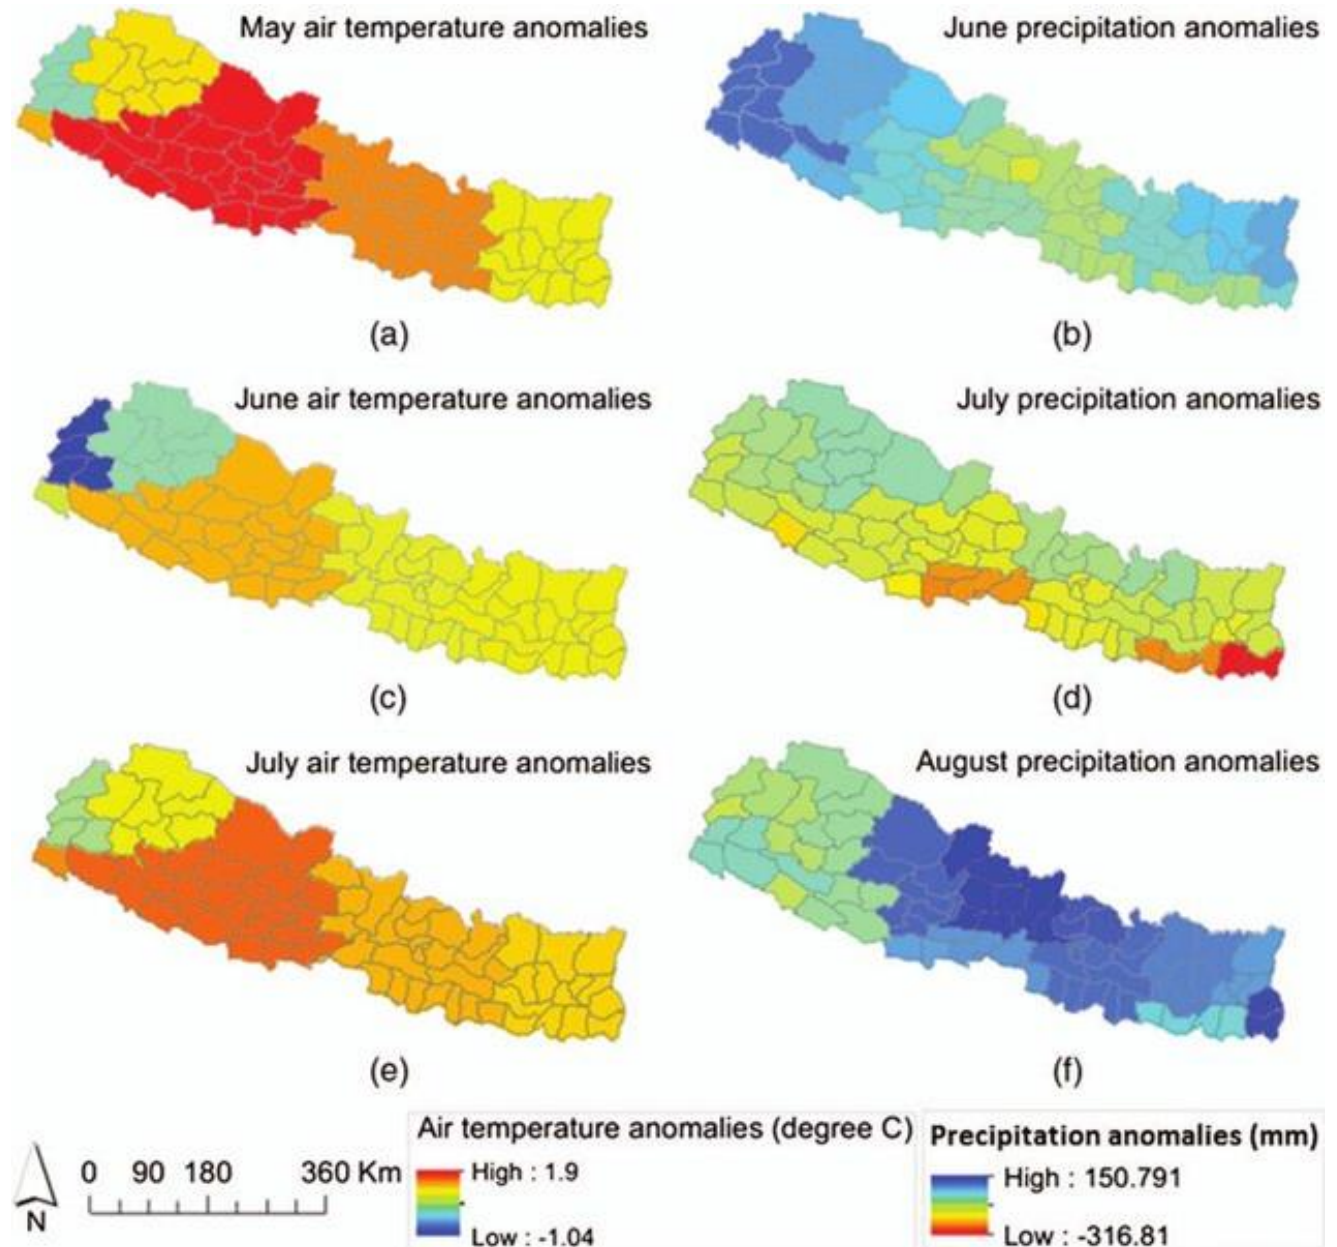 May air temperature anomalies
June precipitation anomalies
(a)
(b)
June air temperature anomalies
July precipitation anomalies
(c)
(d)
July air temperature anomalies
August precipitation anomalies
(e)
(f)
N
0 90 180 360 Km
Air temperature anomalies (degree C)
High : 1.9
Low : -1.04
Precipitation anomalies (mm)
High : 150.791
Low : -316.81